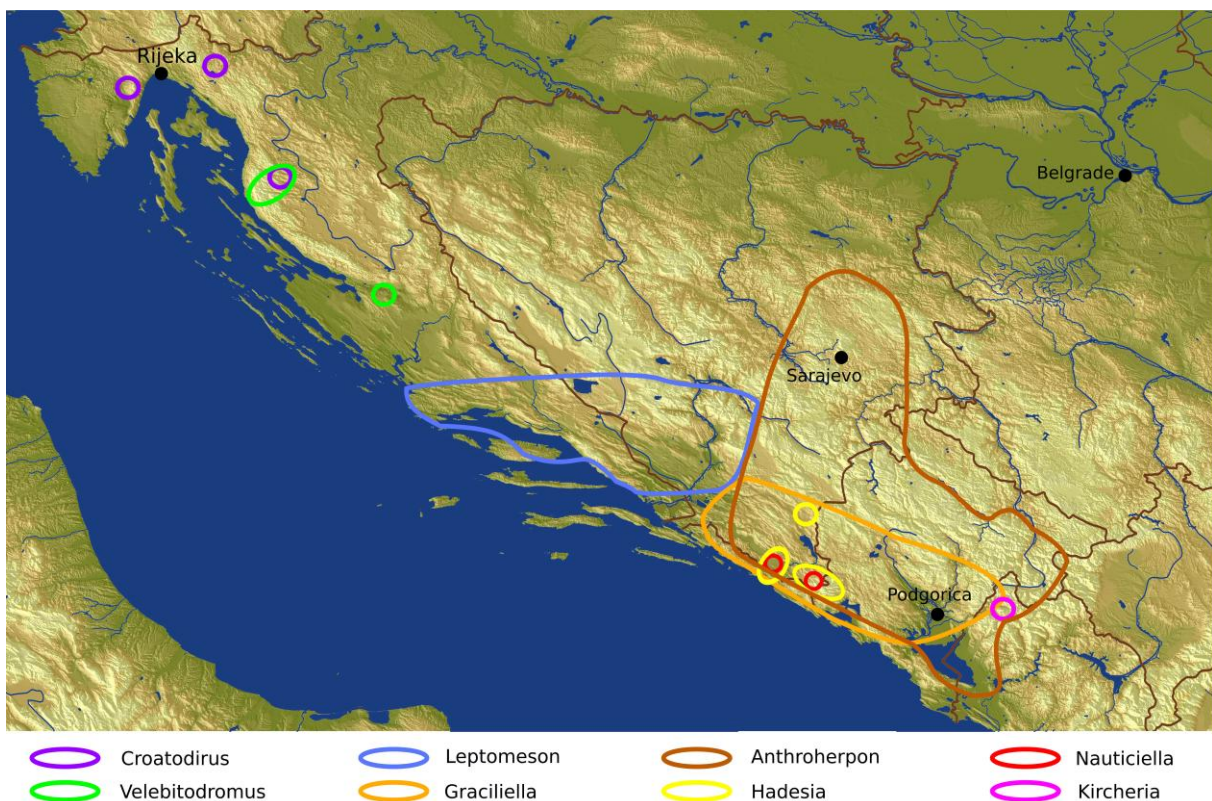 Rijeka
Belgrade
Sarajevo
Podgorica
Croatodirus
Leptomeson
Anthroherpon
Nauticiella
Velebitodromus
Graciliella
Hadesia
Kircheria